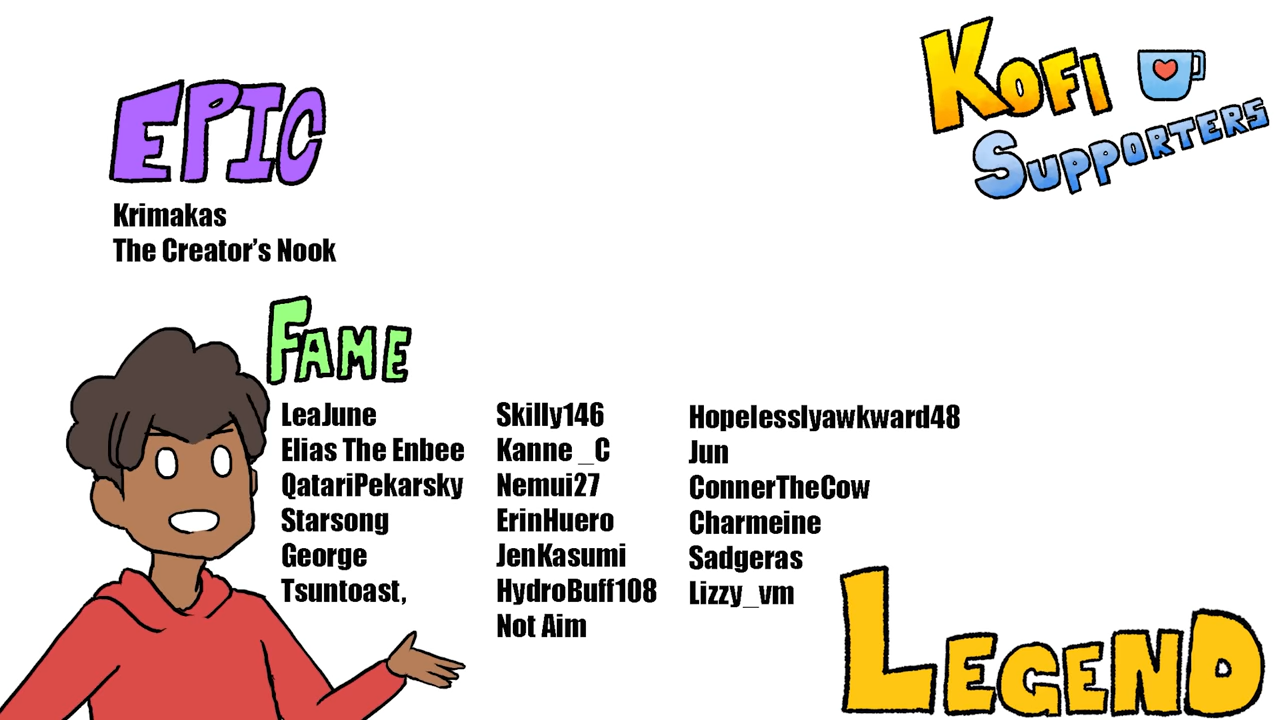 KOFI
SUPPORTERS
EPIC
Krimakas
The Creator’s Nook
FAME
LeaJune
Elias The Enbee
QatariPekarsky
Starsong
George
Tsuntoast,
Skilly146
Kanne _C
Nemui27
ErinHuero
JenKasumi
HydroBuff108
Not Aim
Hopelesslyawkward48
Jun
ConnerTheCow
Charmeine
Sadgeras
Lizzy_vm
LEGEND